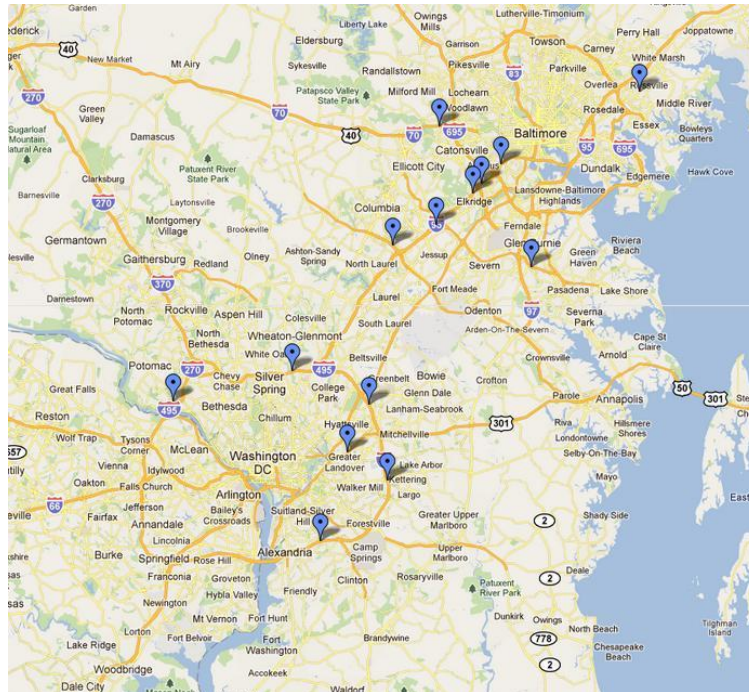 Garden
Owings
Mills
Lutherville-Timonium
Joppatowne
Liberty Lake
Eldersburg
Garrison
Towson
Perry Hall
40
New Market
Mt Airy
Sykesville
Randallstown
Pikesville
83
Carney
Parkville
White Marsh
Patapsco Valley
State Park
Milford Mill
Lochearn
Overlea
Rossville
270
Green
Valley
70
Woodlawn
Rosedale
Middle River
Sugarloaf
Mountain
Natural Area
Damascus
40
70
695
Baltimore
Essex
Bowleys
Quarters
Patuxent River
State Park
Catonsville
95
695
Clarksburg
Ellicott City
Dundalk
Edgemere
Hawk Cove
Barnesville
Laytonsville
Elkridge
Lansdowne-Baltimore
Highlands
270
Montgomery
Village
Brookeville
Columbia
Ferndale
Germantown
Ashton-Sandy
Spring
Jessup
Riviera
Beach
Gaithersburg
Redland
Olney
North Laurel
Severn
Green
Haven
370
Laurel
Fort Meade
Pasadena
Lake Shore
Darnestown
Rockville
Odenton
97
Severna
Park
North
Potomac
Aspen Hill
Colesville
South Laurel
Arden-On-The-Severn
Cape St
Claire
North
Bethesda
Wheaton-Glenmont
Potomac
270
White Oak
495
Beltsville
Crownsville
Arnold
Great Falls
Chevy
Chase
Silver
Spring
College
Park
Greenbelt
Bowie
Crofton
50
301
495
Bethesda
Glenn Dale
Parole
Annapolis
Reston
Chillum
Lanham-Seabrook
McLean
Hyattsville
301
Riva
Hillsmere
Shores
Wolf Trap
Tysons
Corner
Mitchellville
Londontowne
Selby-On-The-Bay
Vienna
Idylwood
Washington
DC
Greater
Landover
Lake Arbor
Oakton
Falls Church
Kettering
Mayo
Arlington
Walker Mill
Largo
66
Jefferson
Bailey's
Crossroads
Suitland-Silver
Hill
Greater Upper
Marlboro
Shady Side
Fairfax
Annandale
Forestville
2
Lincolnia
Alexandria
Burke
Springfield
Rose Hill
Camp
Springs
Upper
Marlboro
Franconia
Groveton
Friendly
Clinton
Rosaryville
Deale
2
Hybla Valley
Patuxent
River Park
Newington
Mt Vernon
Fort Hunt
Dunkirk
Owings
Tilghman
Island
Lorton
Fort Belvoir
Fort
Washington
Brandywine
778
North Beach
Lake Ridge
Chesapeake
Beach
Woodbridge
Accokeek
2
Dale City
Waldorf